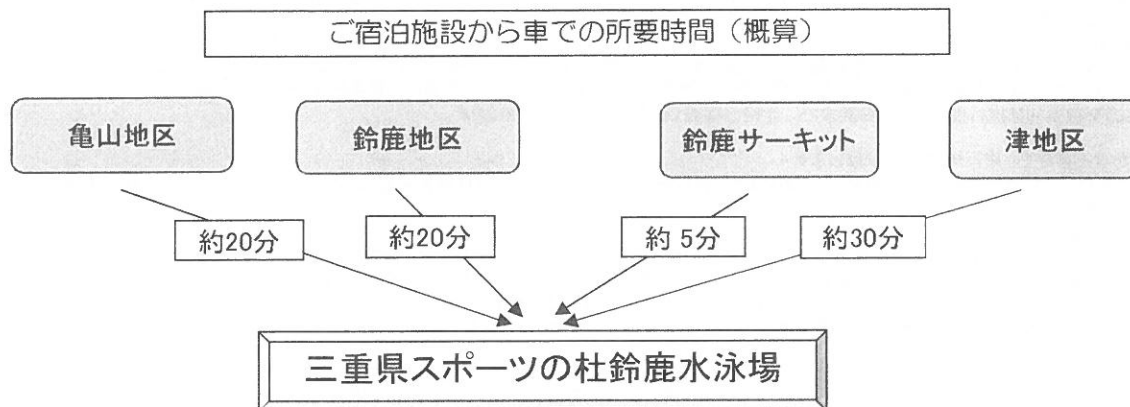 ご宿泊施設から車での所要時間（概算）
亀山地区
鈴鹿地区
鈴鹿サーキット
津地区
約20分
約20分
約 5分
約30分
三重県スポーツの杜鈴鹿水泳場